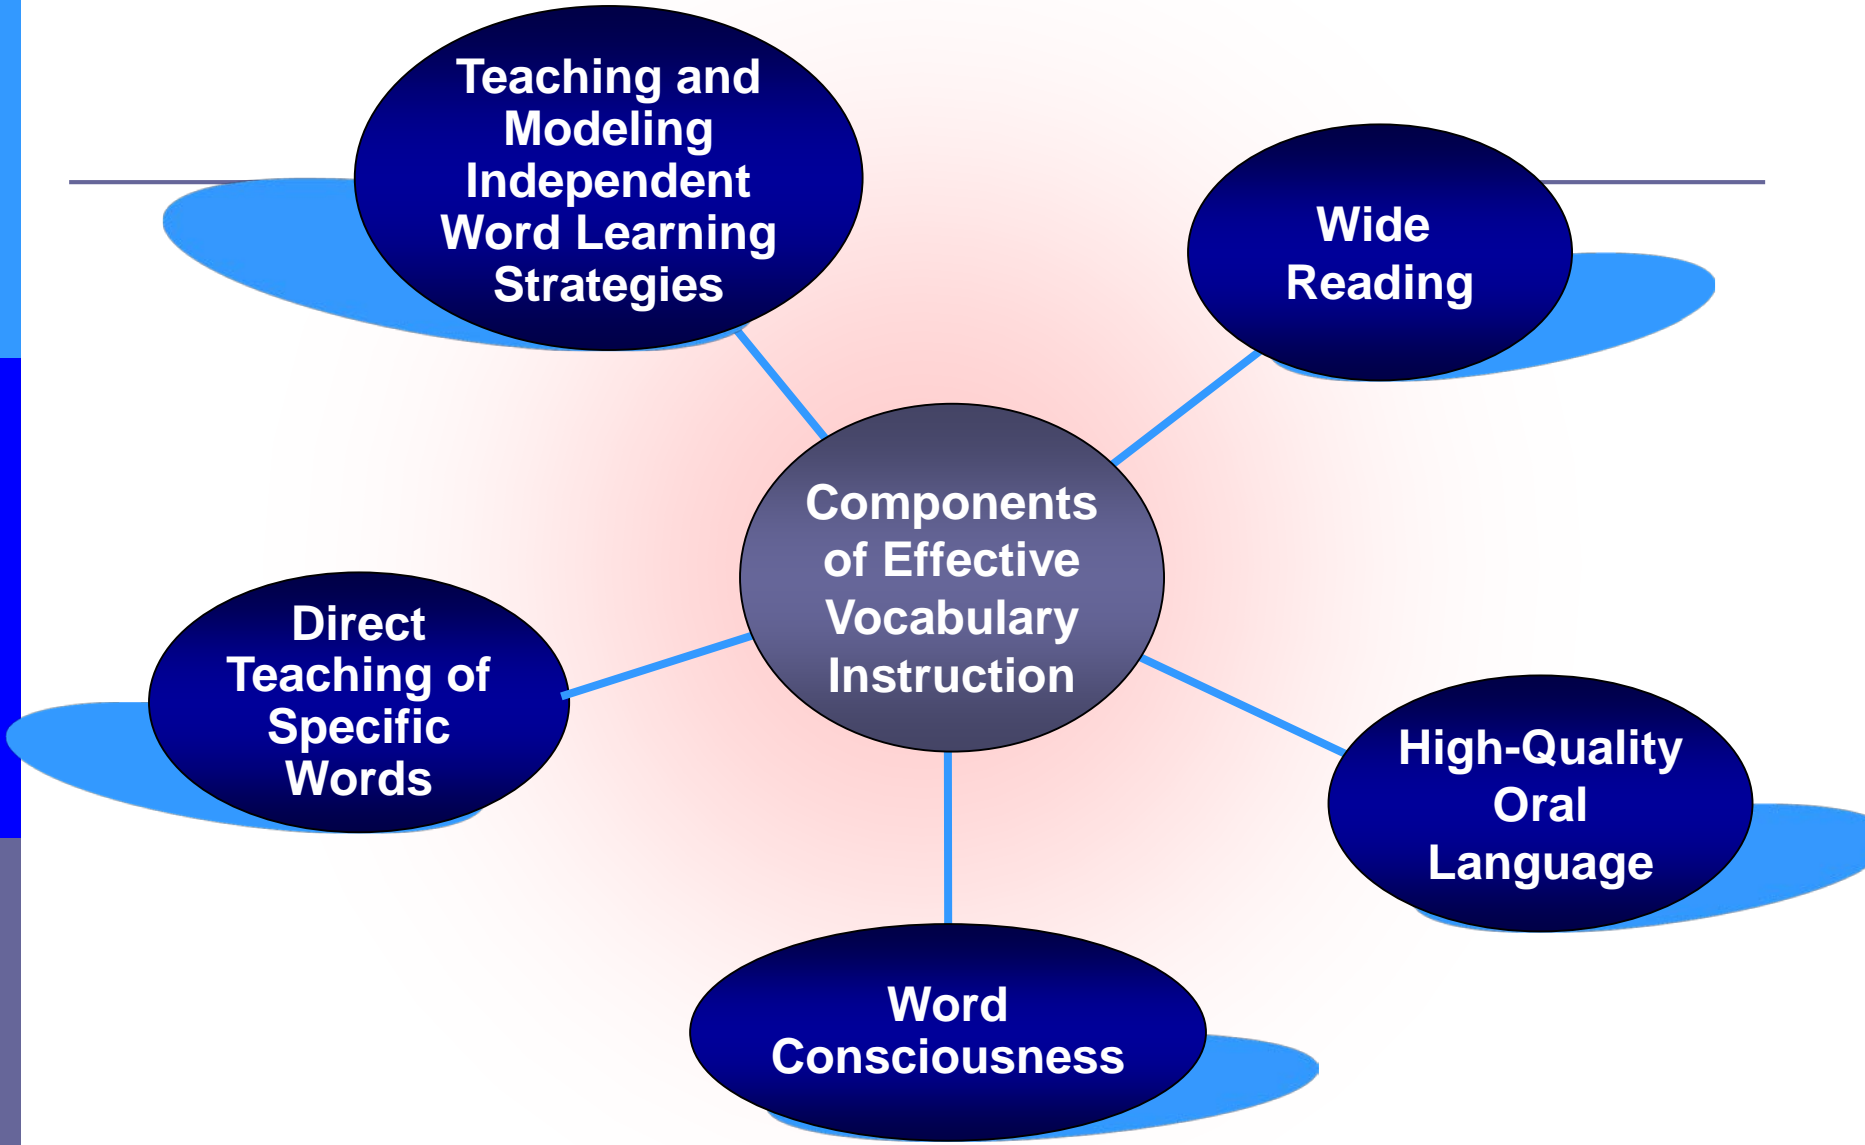 Teaching and
Modeling
Independent
Word Learning
Strategies
Wide
Reading
Components
of Effective
Vocabulary
Instruction
Direct
Teaching of
Specific
Words
High-Quality
Oral
Language
Word
Consciousness